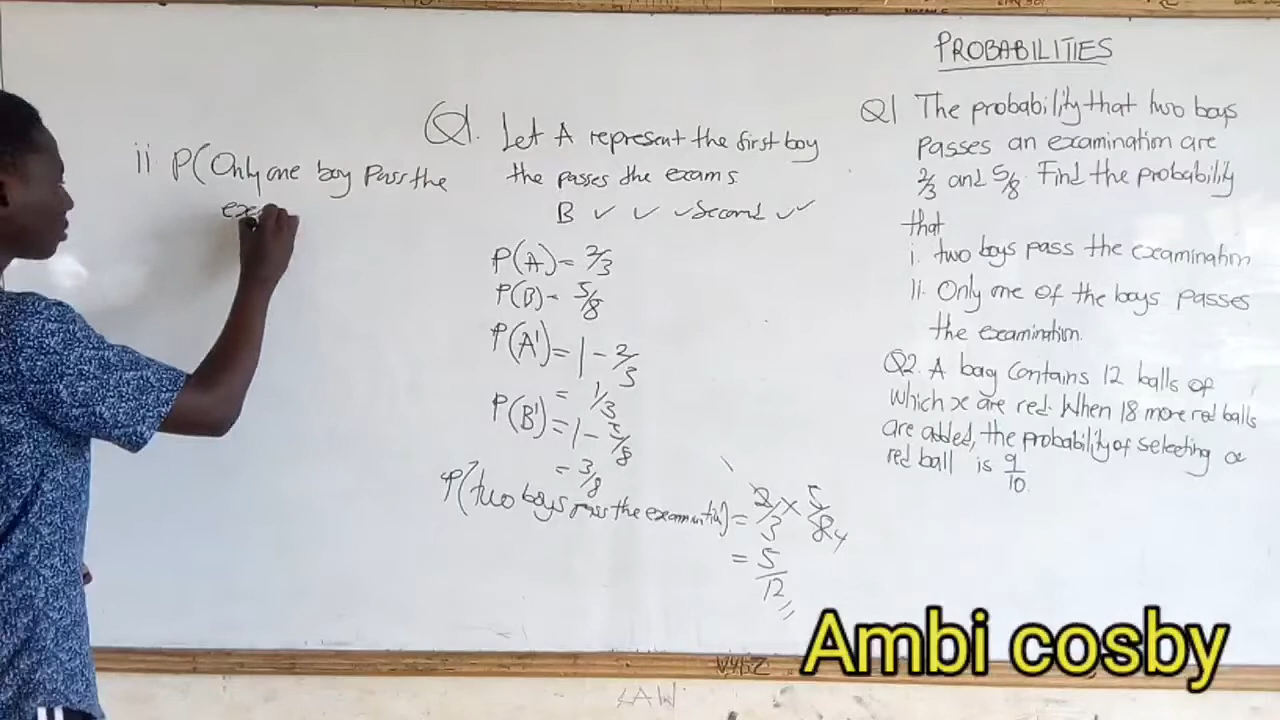 PROBABILITIES
Q1 The probability that two boys
passes an examination are
2/3 and 5/8. Find the probability
that
i. two boys pass the examination
ii. Only one of the boys passes
the examination.
Q2. A bag contains 12 balls of
which x are red. When 18 more red balls
are added, the probability of selecting a
red ball is 9/10.
Q1. Let A represent the first boy
the passes the exams.
B ✓ ✓ ✓ Second ✓ ✓
P(A) = 2/3
P(B) = 5/8
P(A') = 1 - 2/3
= 1/3
P(B') = 1 - 5/8
= 3/8
P(two boys pass the examination) = 2/3 × 5/8 4
= 5/12
ii P(Only one boy Pass the
exa
Ambi cosby
LAW